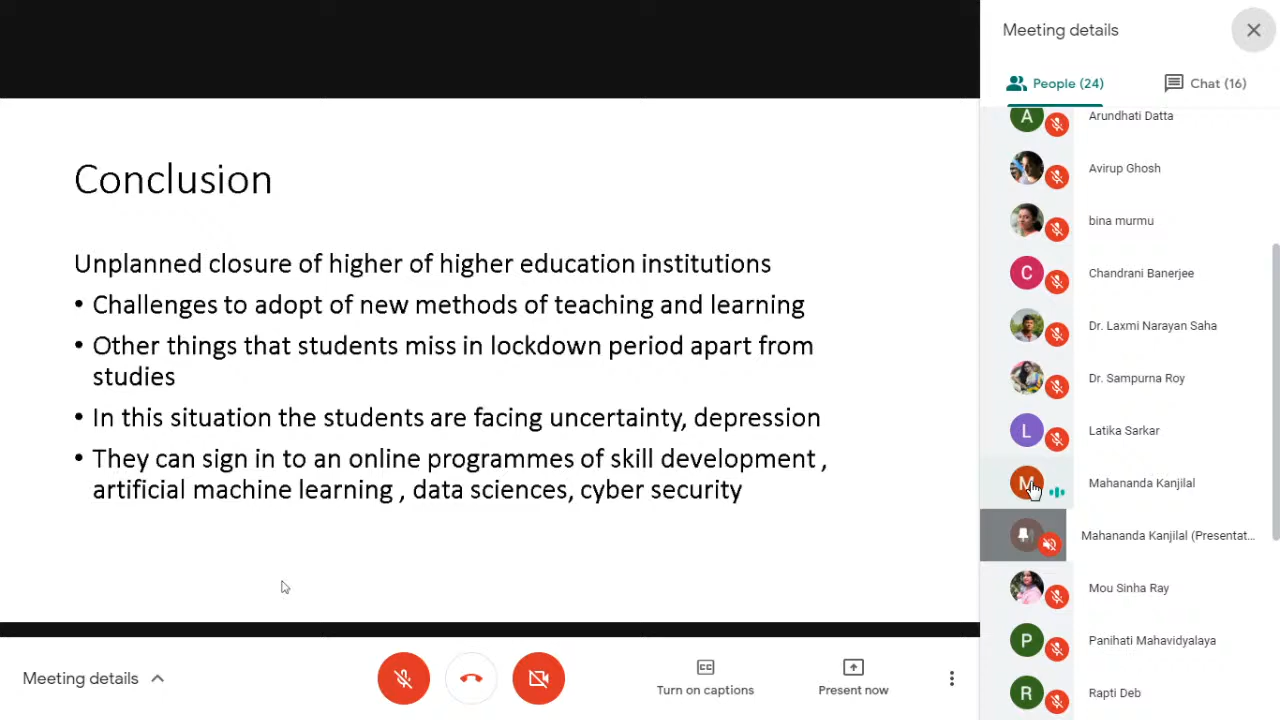 Meeting details
People (24)
Chat (16)
A
Arundhati Datta
Avirup Ghosh
bina murmu
C
Chandrani Banerjee
Dr. Laxmi Narayan Saha
Dr. Sampurna Roy
L
Latika Sarkar
M
Mahananda Kanjilal
Mahananda Kanjilal (Presentat...
Mou Sinha Ray
P
Panihati Mahavidyalaya
R
Rapti Deb
Conclusion
Unplanned closure of higher of higher education institutions
• Challenges to adopt of new methods of teaching and learning
• Other things that students miss in lockdown period apart from
studies
• In this situation the students are facing uncertainty, depression
• They can sign in to an online programmes of skill development ,
artificial machine learning , data sciences, cyber security
Meeting details
CC
Turn on captions
Present now